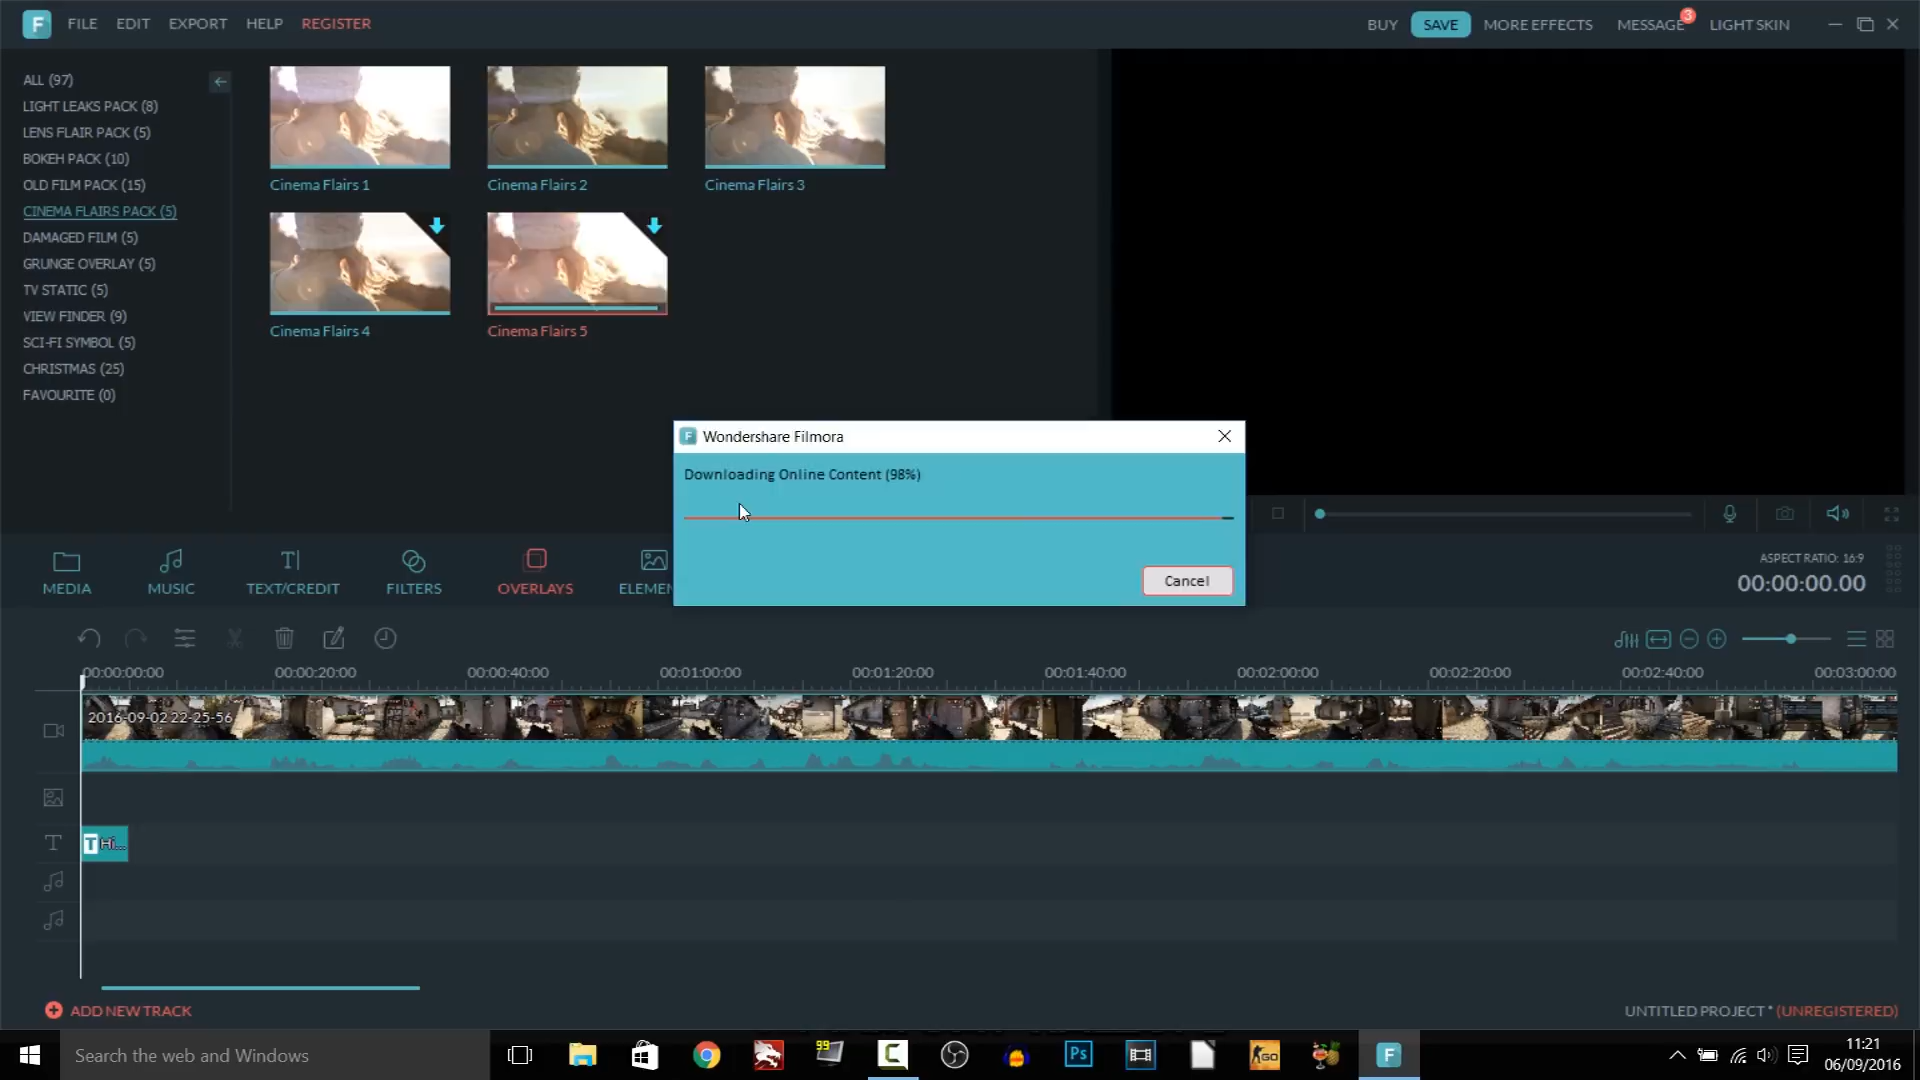 F FILE EDIT EXPORT HELP REGISTER BUY SAVE MORE EFFECTS MESSAGE 3 LIGHT SKIN
ALL (97)
LIGHT LEAKS PACK (8)
LENS FLAIR PACK (5)
BOKEH PACK (10)
OLD FILM PACK (15)
CINEMA FLAIRS PACK (5)
DAMAGED FILM (5)
GRUNGE OVERLAY (5)
TV STATIC (5)
VIEW FINDER (9)
SCI-FI SYMBOL (5)
CHRISTMAS (25)
FAVOURITE (0)
Cinema Flairs 1 Cinema Flairs 2 Cinema Flairs 3
Cinema Flairs 4 Cinema Flairs 5
F Wondershare Filmora
Downloading Online Content (98%)
Cancel
MEDIA MUSIC TEXT/CREDIT FILTERS OVERLAYS ELEMEN
ASPECT RATIO: 16:9
00:00:00.00
00:00:00:00 00:00:20:00 00:00:40:00 00:01:00:00 00:01:20:00 00:01:40:00 00:02:00:00 00:02:20:00 00:02:40:00 00:03:00:00
2016-09-02 22-25-56
T T Hi...
ADD NEW TRACK
UNTITLED PROJECT * (UNREGISTERED)
Search the web and Windows 99 C Ps GO F
11:21
06/09/2016